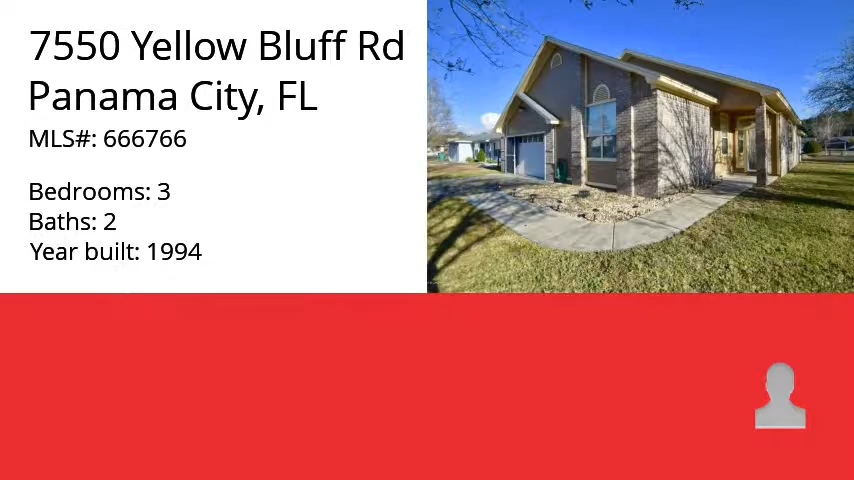 7550 Yellow Bluff Rd
Panama City, FL
MLS#: 666766
Bedrooms: 3
Baths: 2
Year built: 1994